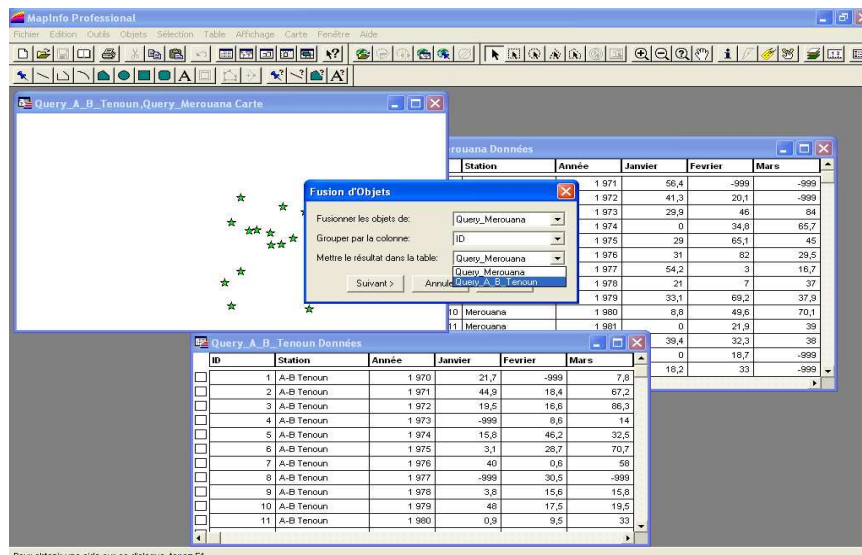 MapInfo Professional
Fichier Edition Outils Objets Sélection Table Affichage Carte Fenêtre Aide
Query_A_B_Tenoun,Query_Merouana Carte
rouana Données
Station Année Janvier Fevrier Mars
1 971 56,4 -999 -999
1 972 41,3 20,1 -999
1 973 29,9 46 84
1 974 0 34,8 65,7
1 975 29 65,1 45
1 976 31 82 29,5
1 977 54,2 3 16,7
1 978 21 7 37
1 979 33,1 69,2 37,9
10 Merouana 1 980 8,8 49,6 70,1
11 Merouana 1 981 0 21,9 39
39,4 32,3 38
0 18,7 -999
18,2 33 -999
Fusion d'Objets
Fusionner les objets de: Query_Merouana
Grouper par la colonne: ID
Mettre le résultat dans la table: Query_Merouana
Query_Merouana
Query_A_B_Tenoun
Suivant > Annule
Query_A_B_Tenoun Données
ID Station Année Janvier Fevrier Mars
1 A-B Tenoun 1 970 21,7 -999 7,8
2 A-B Tenoun 1 971 44,9 18,4 67,2
3 A-B Tenoun 1 972 19,5 16,6 86,3
4 A-B Tenoun 1 973 -999 8,6 14
5 A-B Tenoun 1 974 15,8 46,2 32,5
6 A-B Tenoun 1 975 3,1 28,7 70,7
7 A-B Tenoun 1 976 40 0,6 58
8 A-B Tenoun 1 977 -999 30,5 -999
9 A-B Tenoun 1 978 3,8 15,6 15,8
10 A-B Tenoun 1 979 48 17,5 19,5
11 A-B Tenoun 1 980 0,9 9,5 33